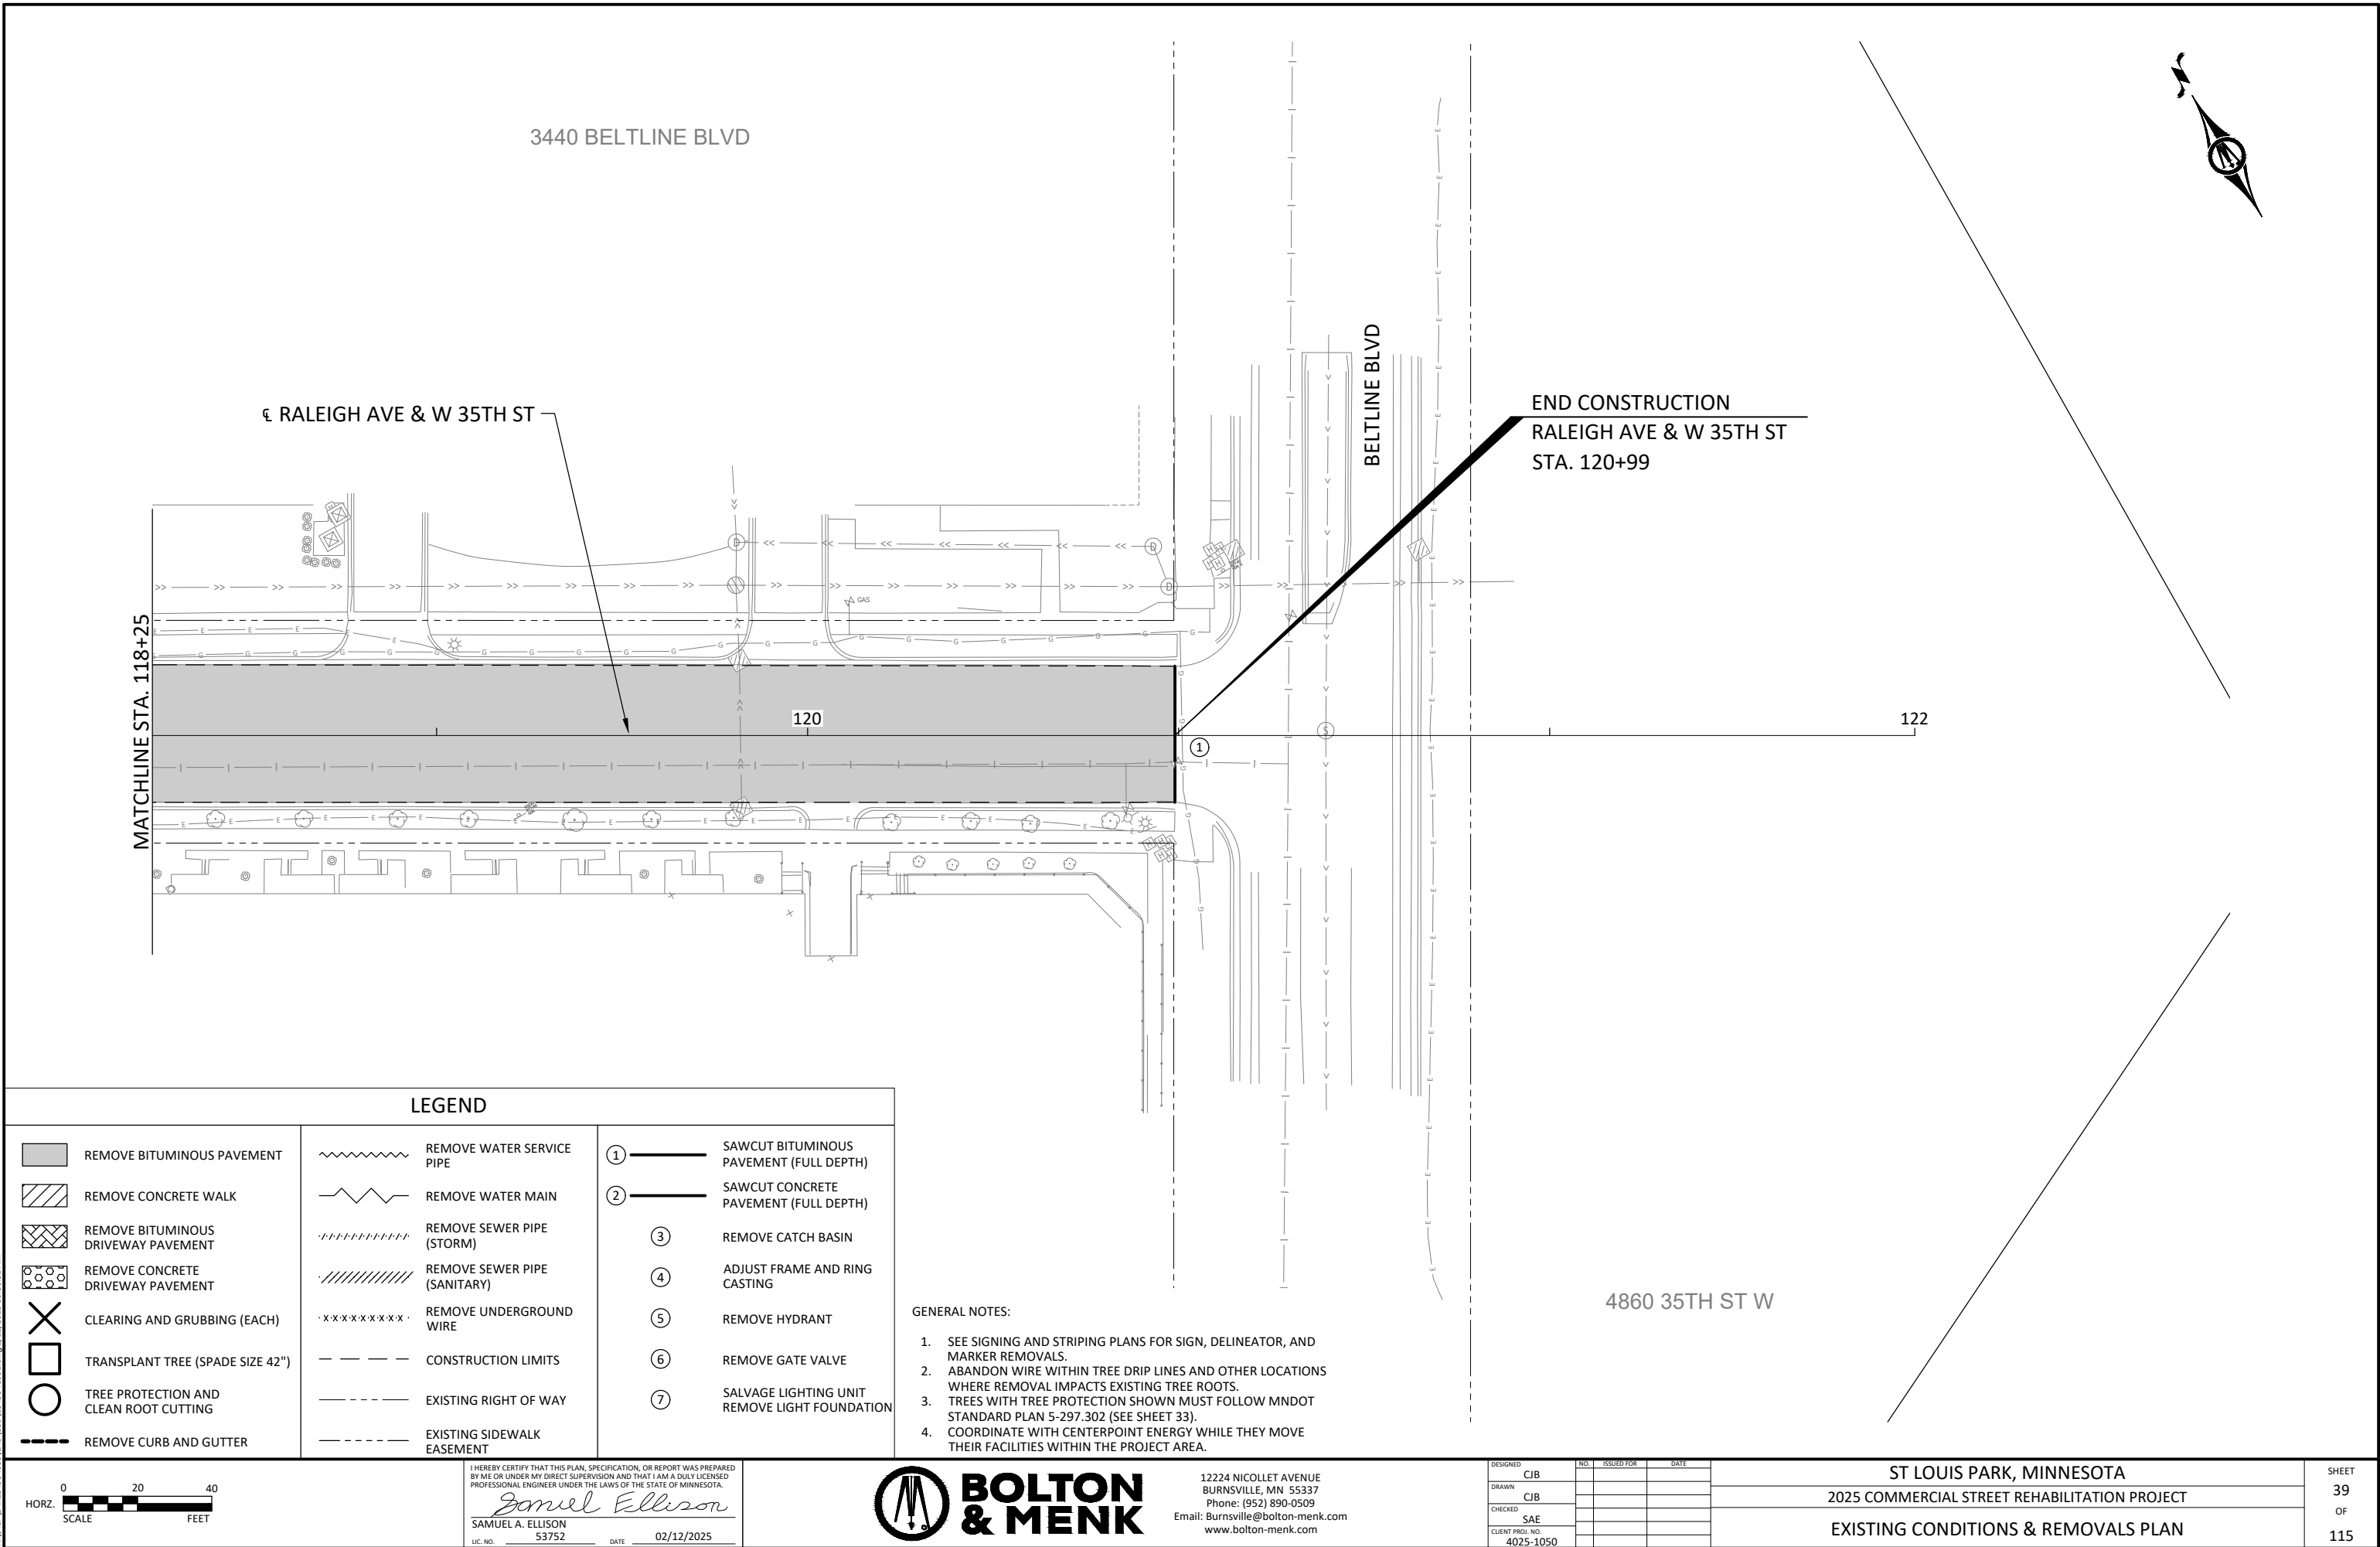 3440 BELTLINE BLVD
℄ RALEIGH AVE & W 35TH ST
BELTLINE BLVD
END CONSTRUCTION
RALEIGH AVE & W 35TH ST
STA. 120+99
MATCHLINE STA. 118+25
GAS
120
122
1
4860 35TH ST W
LEGEND
REMOVE BITUMINOUS PAVEMENT
REMOVE CONCRETE WALK
REMOVE BITUMINOUS
DRIVEWAY PAVEMENT
REMOVE CONCRETE
DRIVEWAY PAVEMENT
CLEARING AND GRUBBING (EACH)
TRANSPLANT TREE (SPADE SIZE 42")
TREE PROTECTION AND
CLEAN ROOT CUTTING
REMOVE CURB AND GUTTER
REMOVE WATER SERVICE
PIPE
REMOVE WATER MAIN
REMOVE SEWER PIPE
(STORM)
REMOVE SEWER PIPE
(SANITARY)
REMOVE UNDERGROUND
WIRE
CONSTRUCTION LIMITS
EXISTING RIGHT OF WAY
EXISTING SIDEWALK
EASEMENT
1 SAWCUT BITUMINOUS
PAVEMENT (FULL DEPTH)
2 SAWCUT CONCRETE
PAVEMENT (FULL DEPTH)
3 REMOVE CATCH BASIN
4 ADJUST FRAME AND RING
CASTING
5 REMOVE HYDRANT
6 REMOVE GATE VALVE
7 SALVAGE LIGHTING UNIT
REMOVE LIGHT FOUNDATION
GENERAL NOTES:
1. SEE SIGNING AND STRIPING PLANS FOR SIGN, DELINEATOR, AND
MARKER REMOVALS.
2. ABANDON WIRE WITHIN TREE DRIP LINES AND OTHER LOCATIONS
WHERE REMOVAL IMPACTS EXISTING TREE ROOTS.
3. TREES WITH TREE PROTECTION SHOWN MUST FOLLOW MNDOT
STANDARD PLAN 5-297.302 (SEE SHEET 33).
4. COORDINATE WITH CENTERPOINT ENERGY WHILE THEY MOVE
THEIR FACILITIES WITHIN THE PROJECT AREA.
0 20 40
HORZ.
SCALE FEET
I HEREBY CERTIFY THAT THIS PLAN, SPECIFICATION, OR REPORT WAS PREPARED
BY ME OR UNDER MY DIRECT SUPERVISION AND THAT I AM A DULY LICENSED
PROFESSIONAL ENGINEER UNDER THE LAWS OF THE STATE OF MINNESOTA.
Samuel Ellison
SAMUEL A. ELLISON
LIC. NO. 53752 DATE 02/12/2025
BOLTON
& MENK
12224 NICOLLET AVENUE
BURNSVILLE, MN 55337
Phone: (952) 890-0509
Email: Burnsville@bolton-menk.com
www.bolton-menk.com
DESIGNED
CJB
DRAWN
CJB
CHECKED
SAE
CLIENT PROJ. NO.
4025-1050
NO. ISSUED FOR DATE
ST LOUIS PARK, MINNESOTA
2025 COMMERCIAL STREET REHABILITATION PROJECT
EXISTING CONDITIONS & REMOVALS PLAN
SHEET
39
OF
115